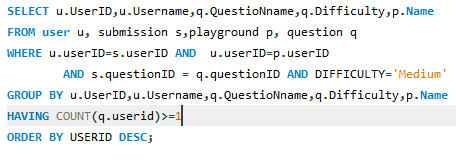 SELECT u.UserID,u.Username,q.QuestioNname,q.Difficulty,p.Name
FROM user u, submission s,playground p, question q
WHERE u.userID=s.userID AND  u.userID=p.userID
        AND s.questionID = q.questionID AND DIFFICULTY='Medium'
GROUP BY u.UserID,u.Username,q.QuestioNname,q.Difficulty,p.Name
HAVING COUNT(q.userid)>=1
ORDER BY USERID DESC;